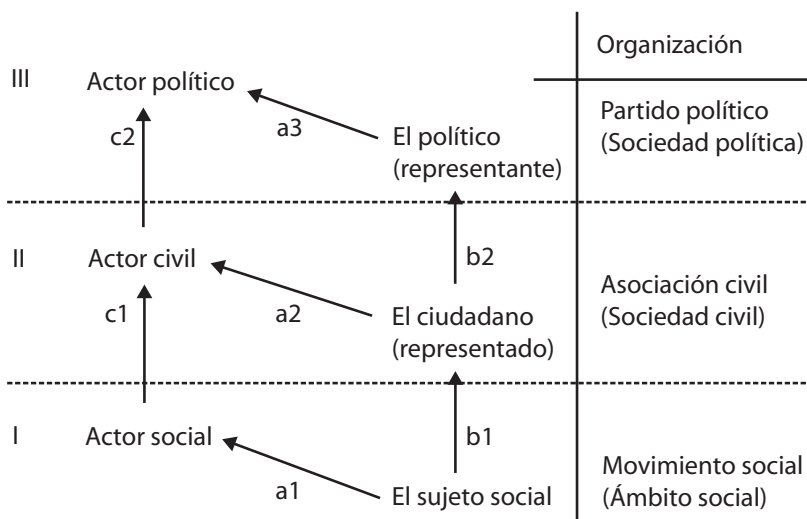 Organización
III
Actor político
c2
a3
El político
(representante)
Partido político
(Sociedad política)
II
Actor civil
b2
c1
a2
El ciudadano
(representado)
Asociación civil
(Sociedad civil)
I
Actor social
b1
a1
El sujeto social
Movimiento social
(Ámbito social)